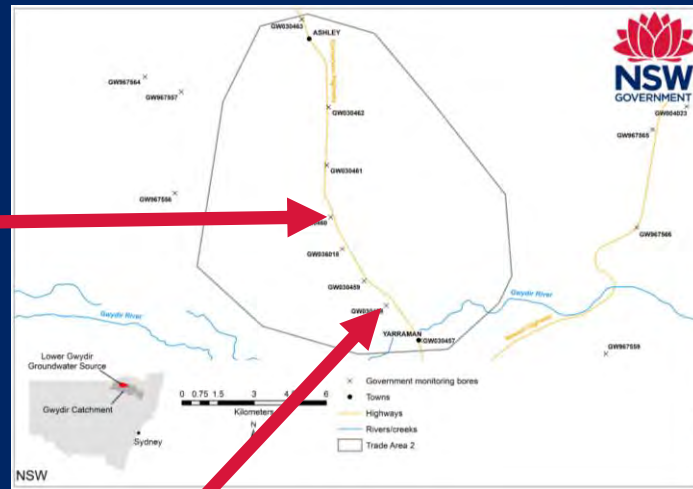 GW030463
ASHLEY
NSW
GOVERNMENT
GW967564
GW030462
GW904023
GW967565
GW030461
GW967556
GW967566
GW036018
GW030459
Gwydir River
Gwydir River
YARRAMAN
GW030457
GW967559
Lower Gwydir
Groundwater Source
Gwydir Catchment
Sydney
NSW
0 0.75 1.5 3 4 6
Kilometers
N
Government monitoring bores
Towns
Highways
Rivers/creeks
Trade Area 2